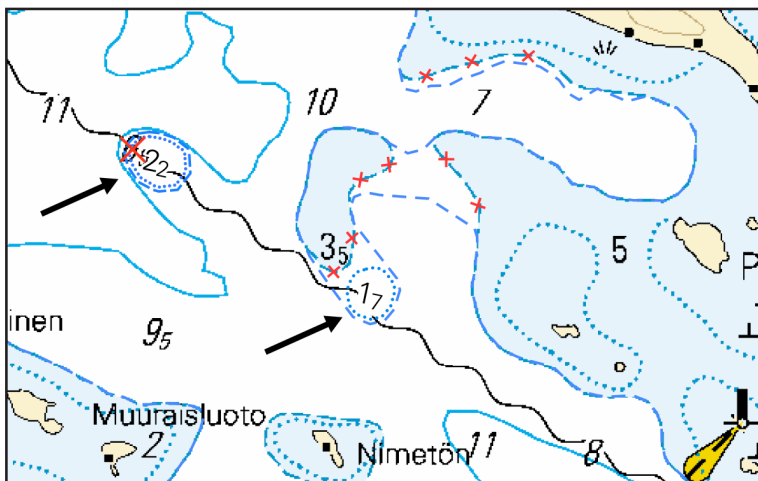 11
10
7
2₂
3₅
5
P
1₇
inen
9₅
Muuraisluoto
2
Nimetön
11
8